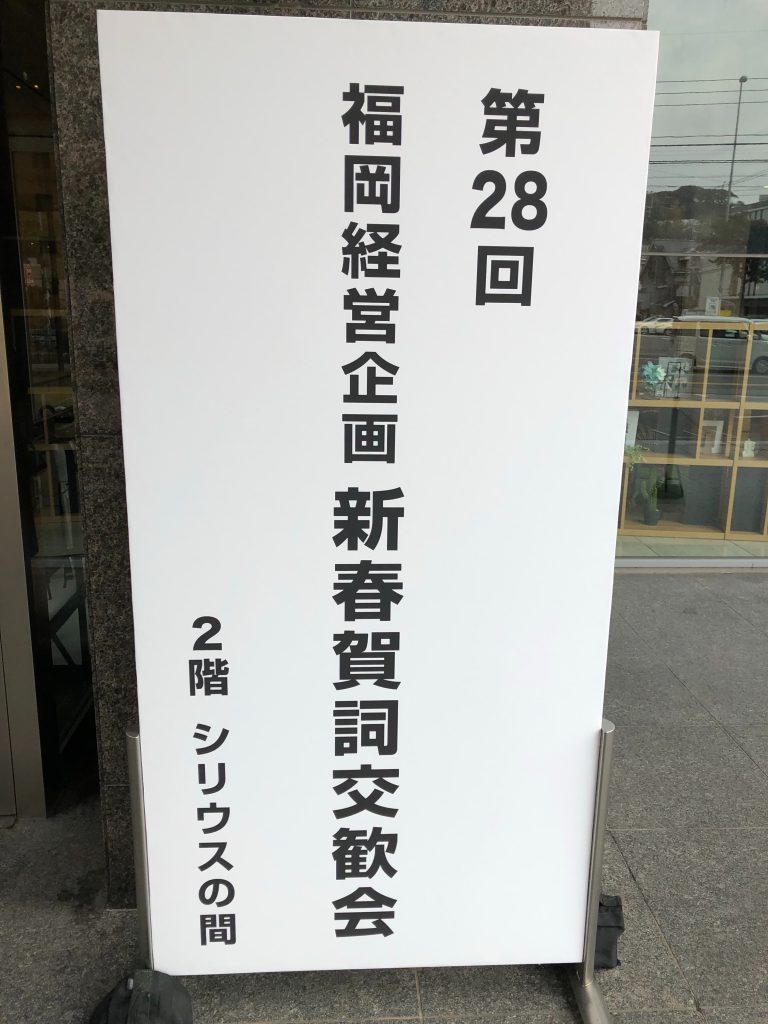 第28回
福岡経営企画 新春賀詞交歓会
2階 シリウスの間